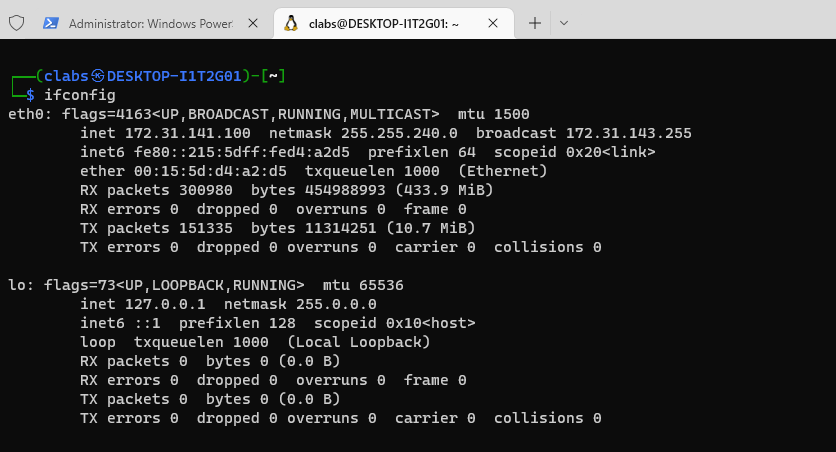 Administrator: Windows Power
clabs@DESKTOP-I1T2G01: ~
┌──(clabs㉿DESKTOP-I1T2G01)-[~]
└─$ ifconfig
eth0: flags=4163<UP,BROADCAST,RUNNING,MULTICAST>  mtu 1500
        inet 172.31.141.100  netmask 255.255.240.0  broadcast 172.31.143.255
        inet6 fe80::215:5dff:fed4:a2d5  prefixlen 64  scopeid 0x20<link>
        ether 00:15:5d:d4:a2:d5  txqueuelen 1000  (Ethernet)
        RX packets 300980  bytes 454988993 (433.9 MiB)
        RX errors 0  dropped 0  overruns 0  frame 0
        TX packets 151335  bytes 11314251 (10.7 MiB)
        TX errors 0  dropped 0 overruns 0  carrier 0  collisions 0
lo: flags=73<UP,LOOPBACK,RUNNING>  mtu 65536
        inet 127.0.0.1  netmask 255.0.0.0
        inet6 ::1  prefixlen 128  scopeid 0x10<host>
        loop  txqueuelen 1000  (Local Loopback)
        RX packets 0  bytes 0 (0.0 B)
        RX errors 0  dropped 0  overruns 0  frame 0
        TX packets 0  bytes 0 (0.0 B)
        TX errors 0  dropped 0 overruns 0  carrier 0  collisions 0